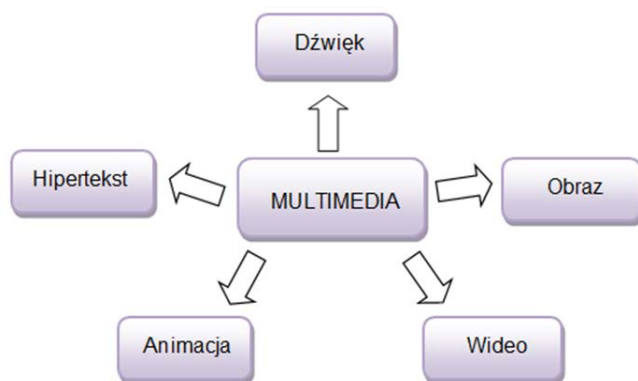 Dźwięk
Hipertekst
MULTIMEDIA
Obraz
Animacja
Wideo